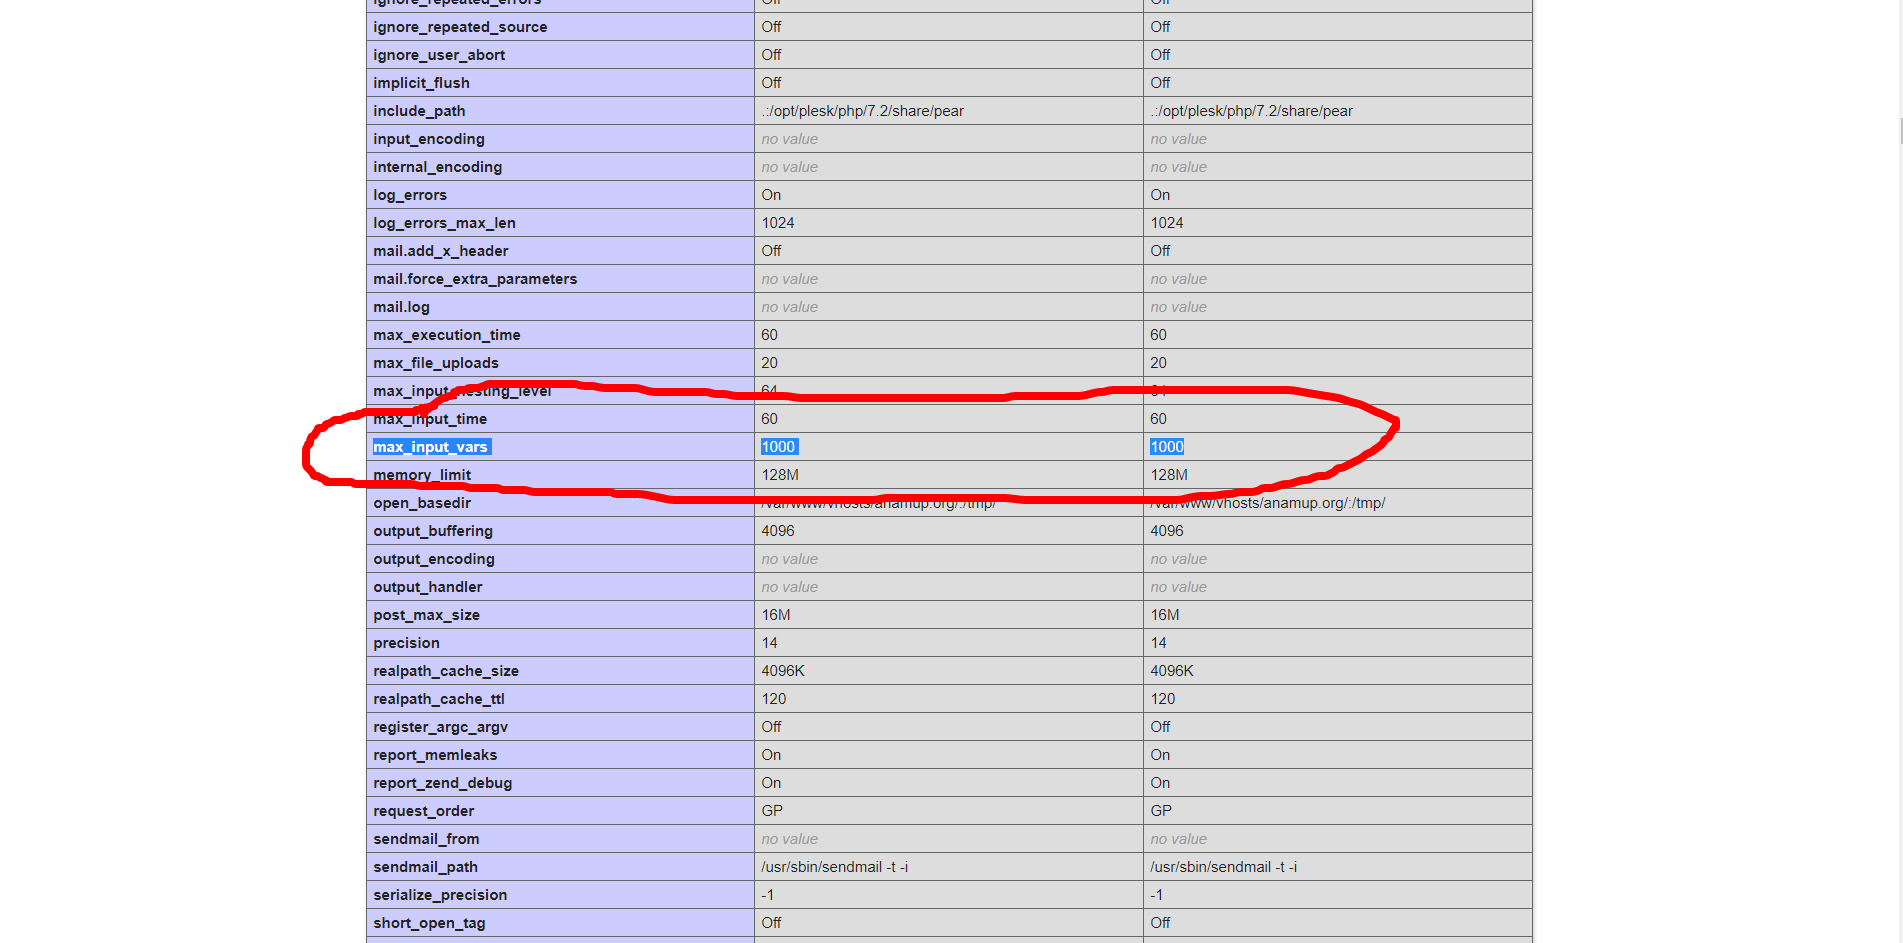 ignore_repeated_errors Off Off
ignore_repeated_source Off Off
ignore_user_abort Off Off
implicit_flush Off Off
include_path .:/opt/plesk/php/7.2/share/pear .:/opt/plesk/php/7.2/share/pear
input_encoding no value no value
internal_encoding no value no value
log_errors On On
log_errors_max_len 1024 1024
mail.add_x_header Off Off
mail.force_extra_parameters no value no value
mail.log no value no value
max_execution_time 60 60
max_file_uploads 20 20
max_input_nesting_level 64 64
max_input_time 60 60
max_input_vars 1000 1000
memory_limit 128M 128M
open_basedir /var/www/vhosts/anamup.org/:/tmp/ /var/www/vhosts/anamup.org/:/tmp/
output_buffering 4096 4096
output_encoding no value no value
output_handler no value no value
post_max_size 16M 16M
precision 14 14
realpath_cache_size 4096K 4096K
realpath_cache_ttl 120 120
register_argc_argv Off Off
report_memleaks On On
report_zend_debug On On
request_order GP GP
sendmail_from no value no value
sendmail_path /usr/sbin/sendmail -t -i /usr/sbin/sendmail -t -i
serialize_precision -1 -1
short_open_tag Off Off